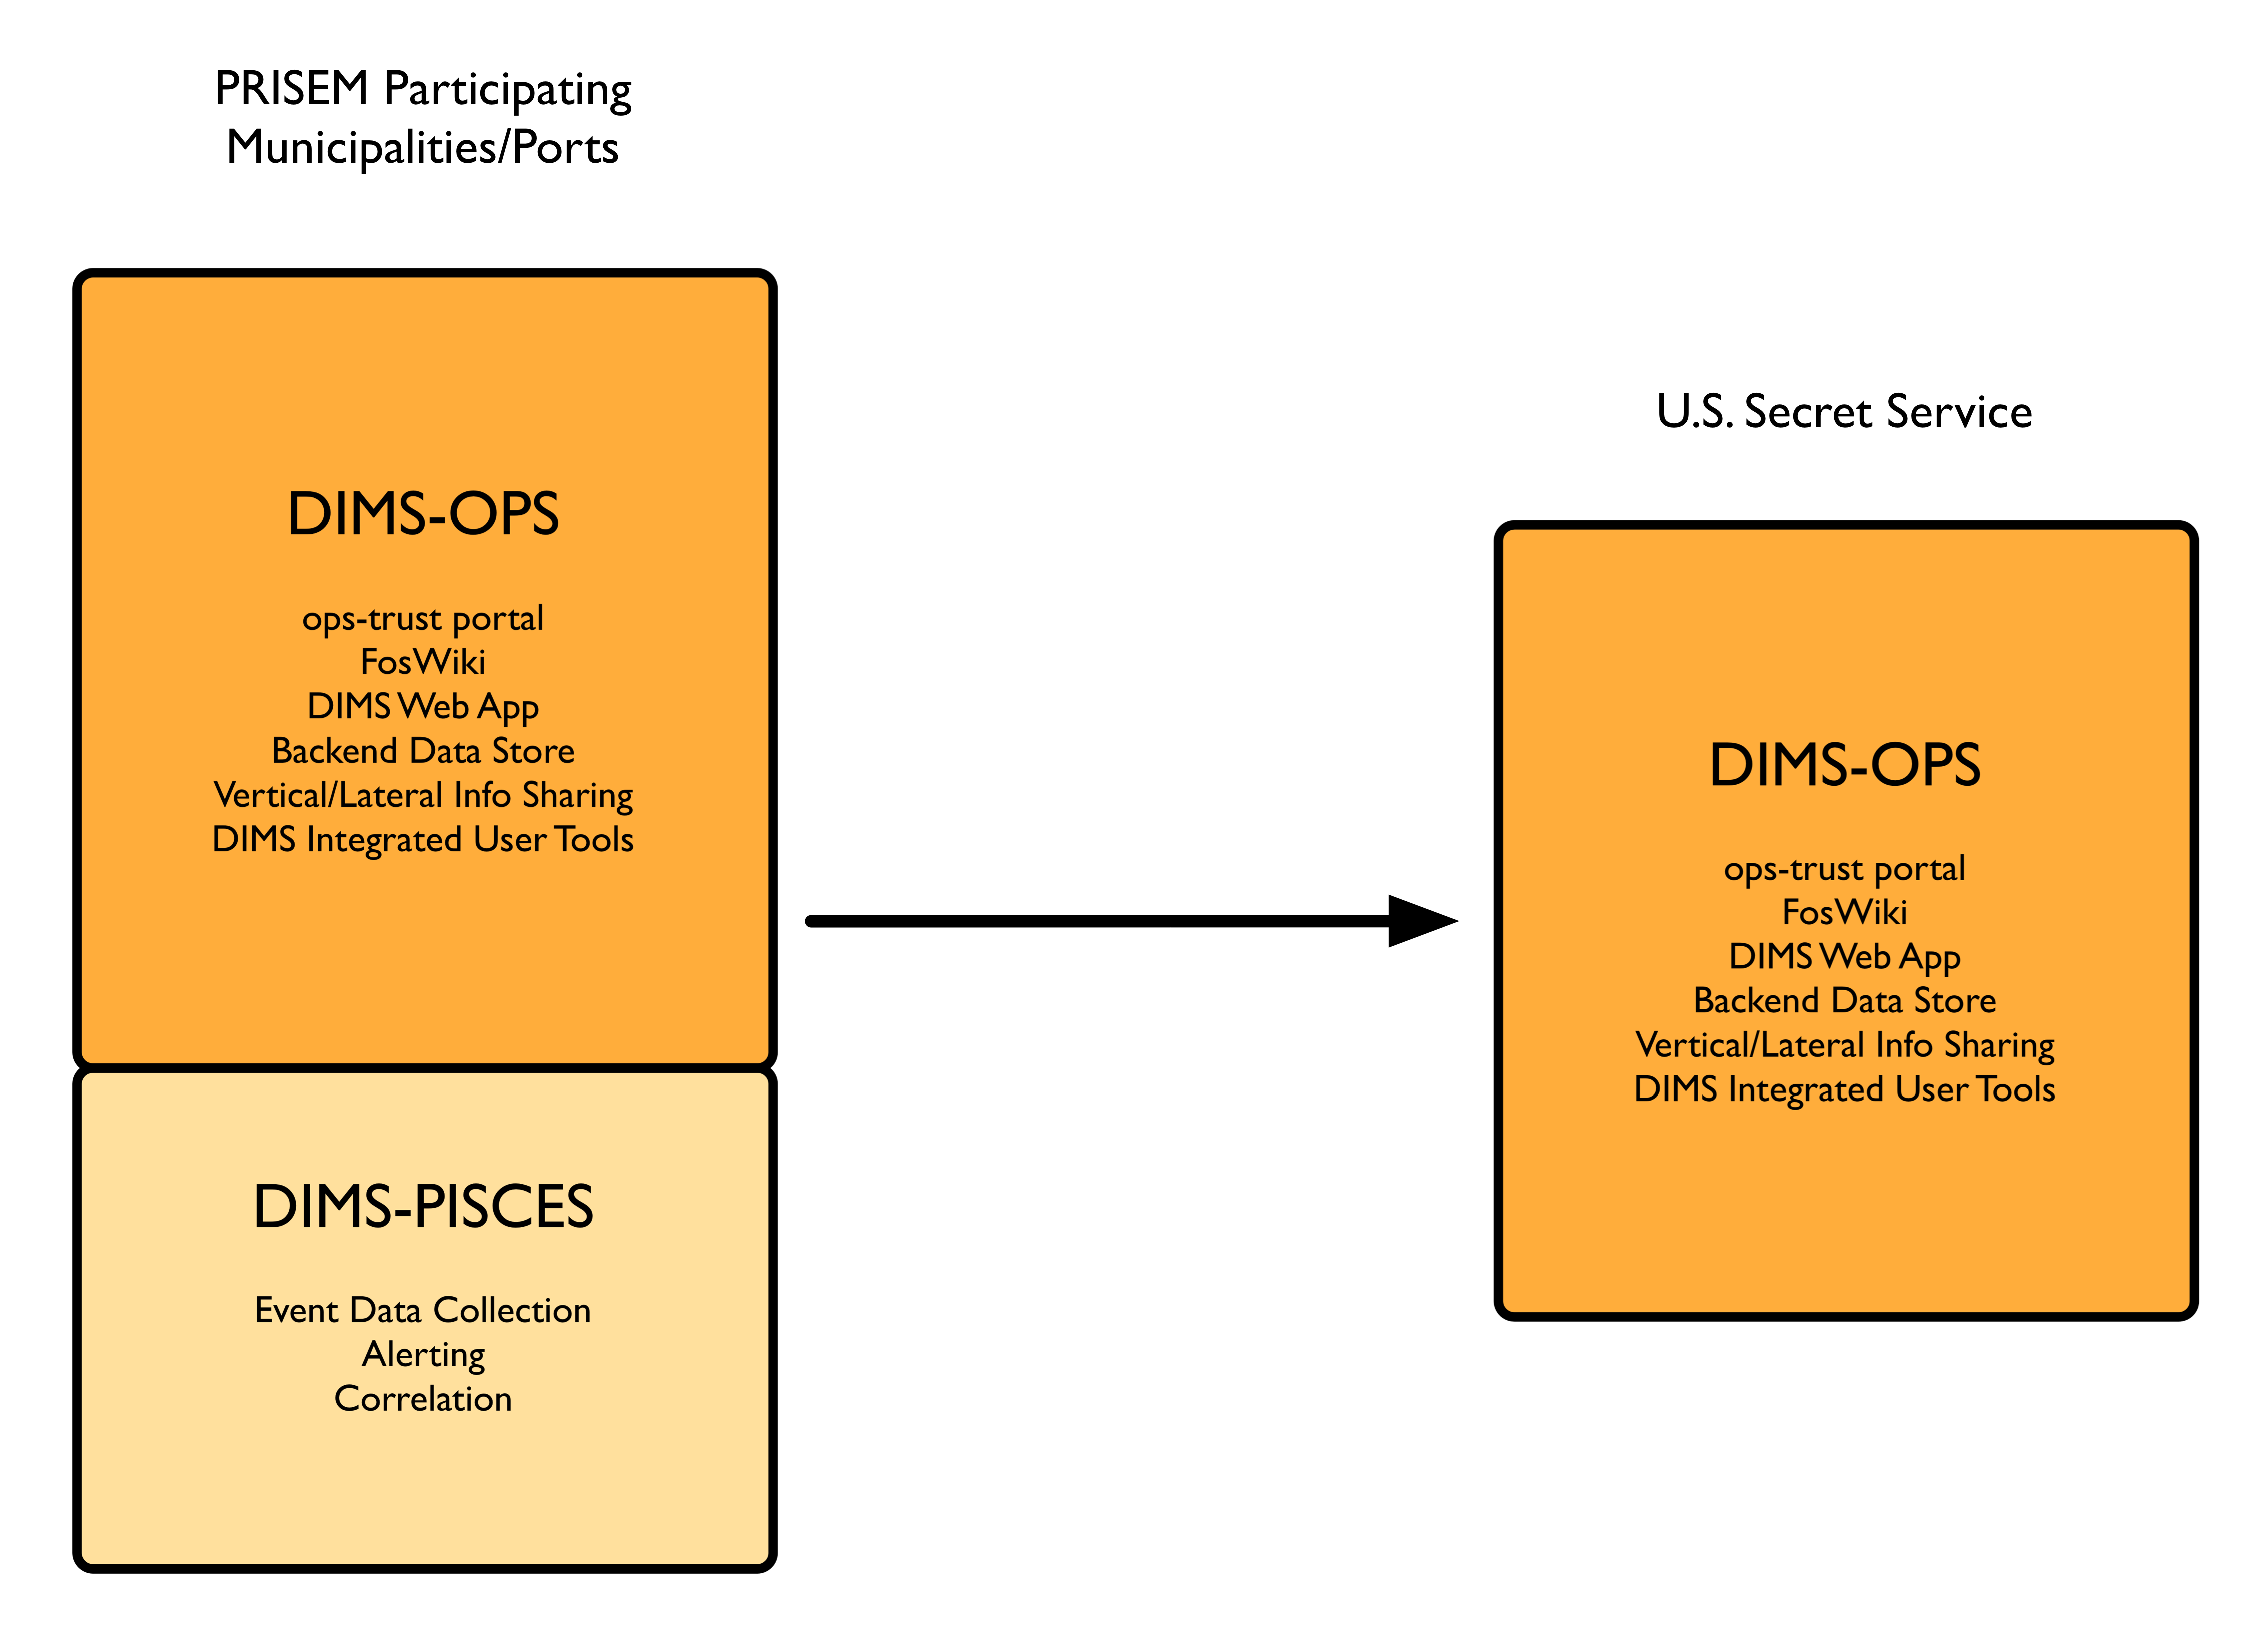 PRISEM Participating
Municipalities/Ports
DIMS-OPS
ops-trust portal
FosWiki
DIMS Web App
Backend Data Store
Vertical/Lateral Info Sharing
DIMS Integrated User Tools
DIMS-PISCES
Event Data Collection
Alerting
Correlation
U.S. Secret Service
DIMS-OPS
ops-trust portal
FosWiki
DIMS Web App
Backend Data Store
Vertical/Lateral Info Sharing
DIMS Integrated User Tools